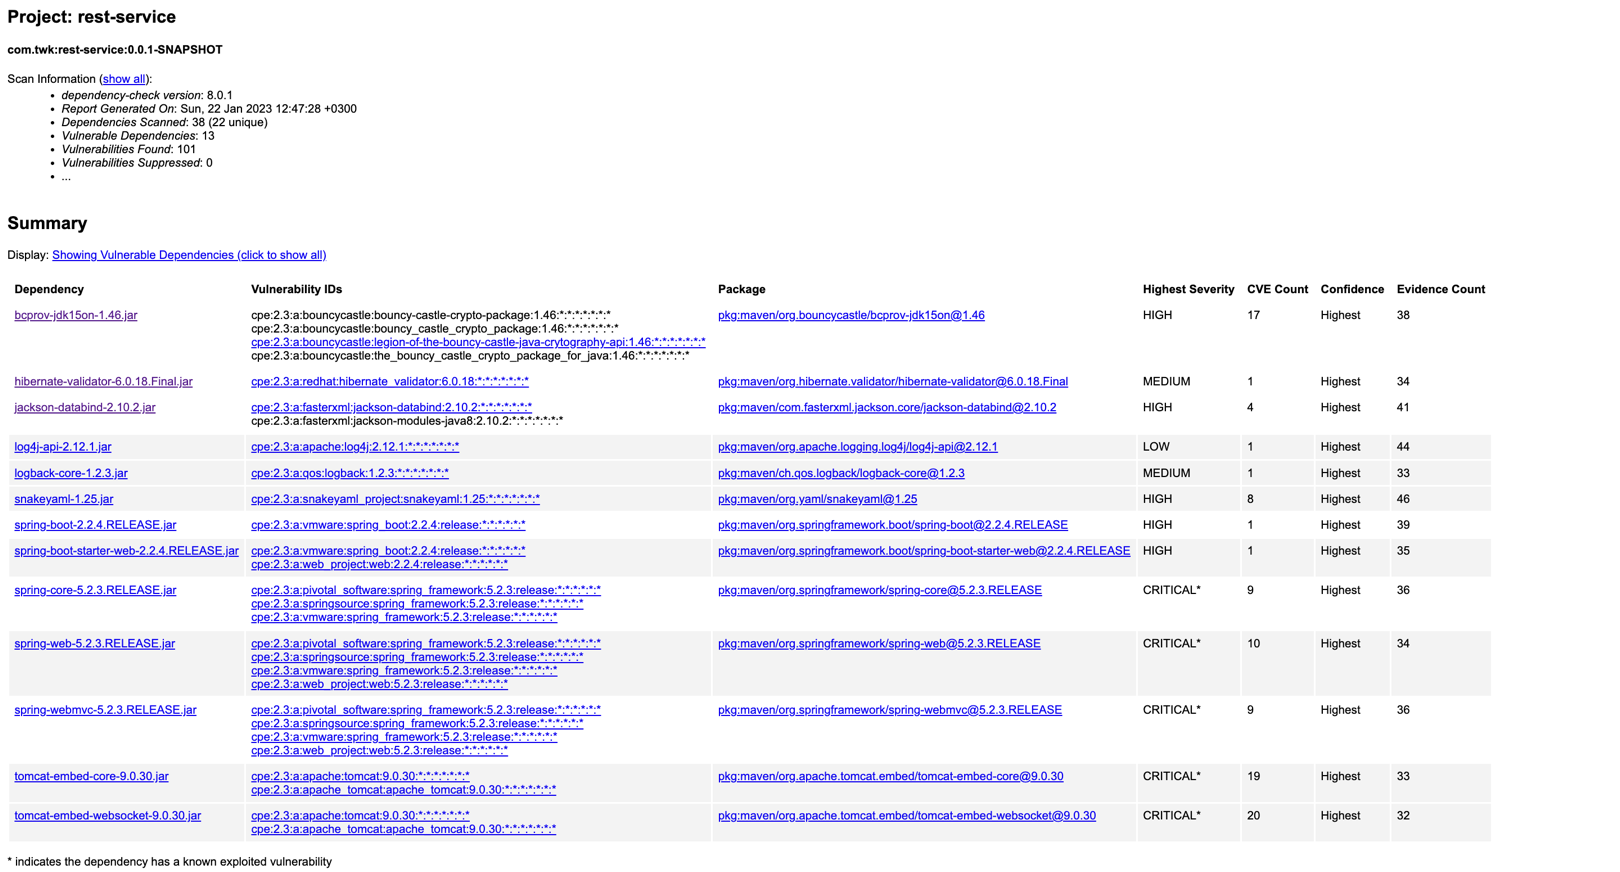 Project: rest-service
com.twk:rest-service:0.0.1-SNAPSHOT
Scan Information (show all):
• dependency-check version: 8.0.1
• Report Generated On: Sun, 22 Jan 2023 12:47:28 +0300
• Dependencies Scanned: 38 (22 unique)
• Vulnerable Dependencies: 13
• Vulnerabilities Found: 101
• Vulnerabilities Suppressed: 0
• ...
Summary
Display: Showing Vulnerable Dependencies (click to show all)
Dependency Vulnerability IDs Package Highest Severity CVE Count Confidence Evidence Count
bcprov-jdk15on-1.46.jar cpe:2.3:a:bouncycastle:bouncy-castle-crypto-package:1.46:*:*:*:*:*:*:* pkg:maven/org.bouncycastle/bcprov-jdk15on@1.46 HIGH 17 Highest 38
cpe:2.3:a:bouncycastle:bouncy_castle_crypto_package:1.46:*:*:*:*:*:*:*
cpe:2.3:a:bouncycastle:legion-of-the-bouncy-castle-java-crytography-api:1.46:*:*:*:*:*:*:*
cpe:2.3:a:bouncycastle:the_bouncy_castle_crypto_package_for_java:1.46:*:*:*:*:*:*:*
hibernate-validator-6.0.18.Final.jar cpe:2.3:a:redhat:hibernate_validator:6.0.18:*:*:*:*:*:*:* pkg:maven/org.hibernate.validator/hibernate-validator@6.0.18.Final MEDIUM 1 Highest 34
jackson-databind-2.10.2.jar cpe:2.3:a:fasterxml:jackson-databind:2.10.2:*:*:*:*:*:*:* pkg:maven/com.fasterxml.jackson.core/jackson-databind@2.10.2 HIGH 4 Highest 41
cpe:2.3:a:fasterxml:jackson-modules-java8:2.10.2:*:*:*:*:*:*:*
log4j-api-2.12.1.jar cpe:2.3:a:apache:log4j:2.12.1:*:*:*:*:*:*:* pkg:maven/org.apache.logging.log4j/log4j-api@2.12.1 LOW 1 Highest 44
logback-core-1.2.3.jar cpe:2.3:a:qos:logback:1.2.3:*:*:*:*:*:*:* pkg:maven/ch.qos.logback/logback-core@1.2.3 MEDIUM 1 Highest 33
snakeyaml-1.25.jar cpe:2.3:a:snakeyaml_project:snakeyaml:1.25:*:*:*:*:*:*:* pkg:maven/org.yaml/snakeyaml@1.25 HIGH 8 Highest 46
spring-boot-2.2.4.RELEASE.jar cpe:2.3:a:vmware:spring_boot:2.2.4:release:*:*:*:*:*:* pkg:maven/org.springframework.boot/spring-boot@2.2.4.RELEASE HIGH 1 Highest 39
spring-boot-starter-web-2.2.4.RELEASE.jar cpe:2.3:a:vmware:spring_boot:2.2.4:release:*:*:*:*:*:* pkg:maven/org.springframework.boot/spring-boot-starter-web@2.2.4.RELEASE HIGH 1 Highest 35
cpe:2.3:a:web_project:web:2.2.4:release:*:*:*:*:*:*
spring-core-5.2.3.RELEASE.jar cpe:2.3:a:pivotal_software:spring_framework:5.2.3:release:*:*:*:*:*:* pkg:maven/org.springframework/spring-core@5.2.3.RELEASE CRITICAL* 9 Highest 36
cpe:2.3:a:springsource:spring_framework:5.2.3:release:*:*:*:*:*:*
cpe:2.3:a:vmware:spring_framework:5.2.3:release:*:*:*:*:*:*
spring-web-5.2.3.RELEASE.jar cpe:2.3:a:pivotal_software:spring_framework:5.2.3:release:*:*:*:*:*:* pkg:maven/org.springframework/spring-web@5.2.3.RELEASE CRITICAL* 10 Highest 34
cpe:2.3:a:springsource:spring_framework:5.2.3:release:*:*:*:*:*:*
cpe:2.3:a:vmware:spring_framework:5.2.3:release:*:*:*:*:*:*
cpe:2.3:a:web_project:web:5.2.3:release:*:*:*:*:*:*
spring-webmvc-5.2.3.RELEASE.jar cpe:2.3:a:pivotal_software:spring_framework:5.2.3:release:*:*:*:*:*:* pkg:maven/org.springframework/spring-webmvc@5.2.3.RELEASE CRITICAL* 9 Highest 36
cpe:2.3:a:springsource:spring_framework:5.2.3:release:*:*:*:*:*:*
cpe:2.3:a:vmware:spring_framework:5.2.3:release:*:*:*:*:*:*
cpe:2.3:a:web_project:web:5.2.3:release:*:*:*:*:*:*
tomcat-embed-core-9.0.30.jar cpe:2.3:a:apache:tomcat:9.0.30:*:*:*:*:*:*:* pkg:maven/org.apache.tomcat.embed/tomcat-embed-core@9.0.30 CRITICAL* 19 Highest 33
cpe:2.3:a:apache_tomcat:apache_tomcat:9.0.30:*:*:*:*:*:*:*
tomcat-embed-websocket-9.0.30.jar cpe:2.3:a:apache:tomcat:9.0.30:*:*:*:*:*:*:* pkg:maven/org.apache.tomcat.embed/tomcat-embed-websocket@9.0.30 CRITICAL* 20 Highest 32
cpe:2.3:a:apache_tomcat:apache_tomcat:9.0.30:*:*:*:*:*:*:*
* indicates the dependency has a known exploited vulnerability